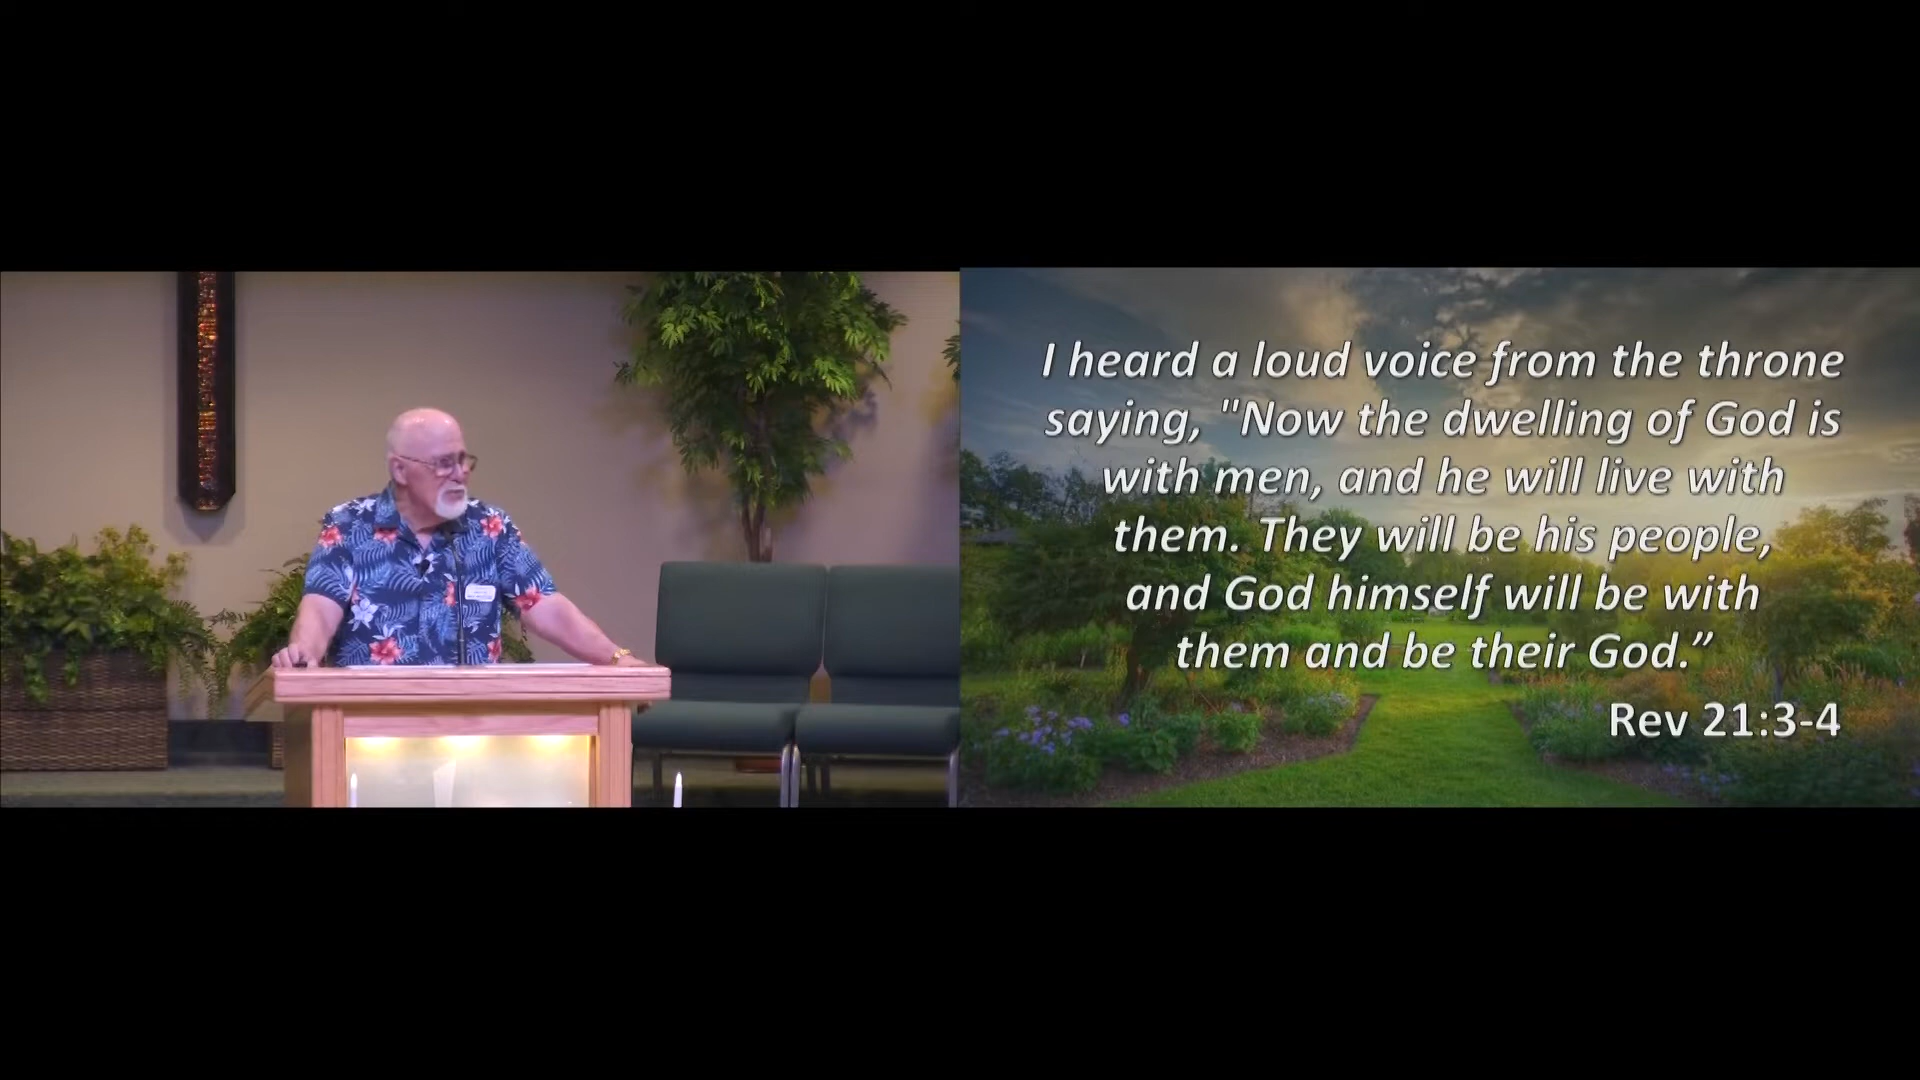 I heard a loud voice from the throne
saying, "Now the dwelling of God is
with men, and he will live with
them. They will be his people,
and God himself will be with
them and be their God.”
Rev 21:3-4